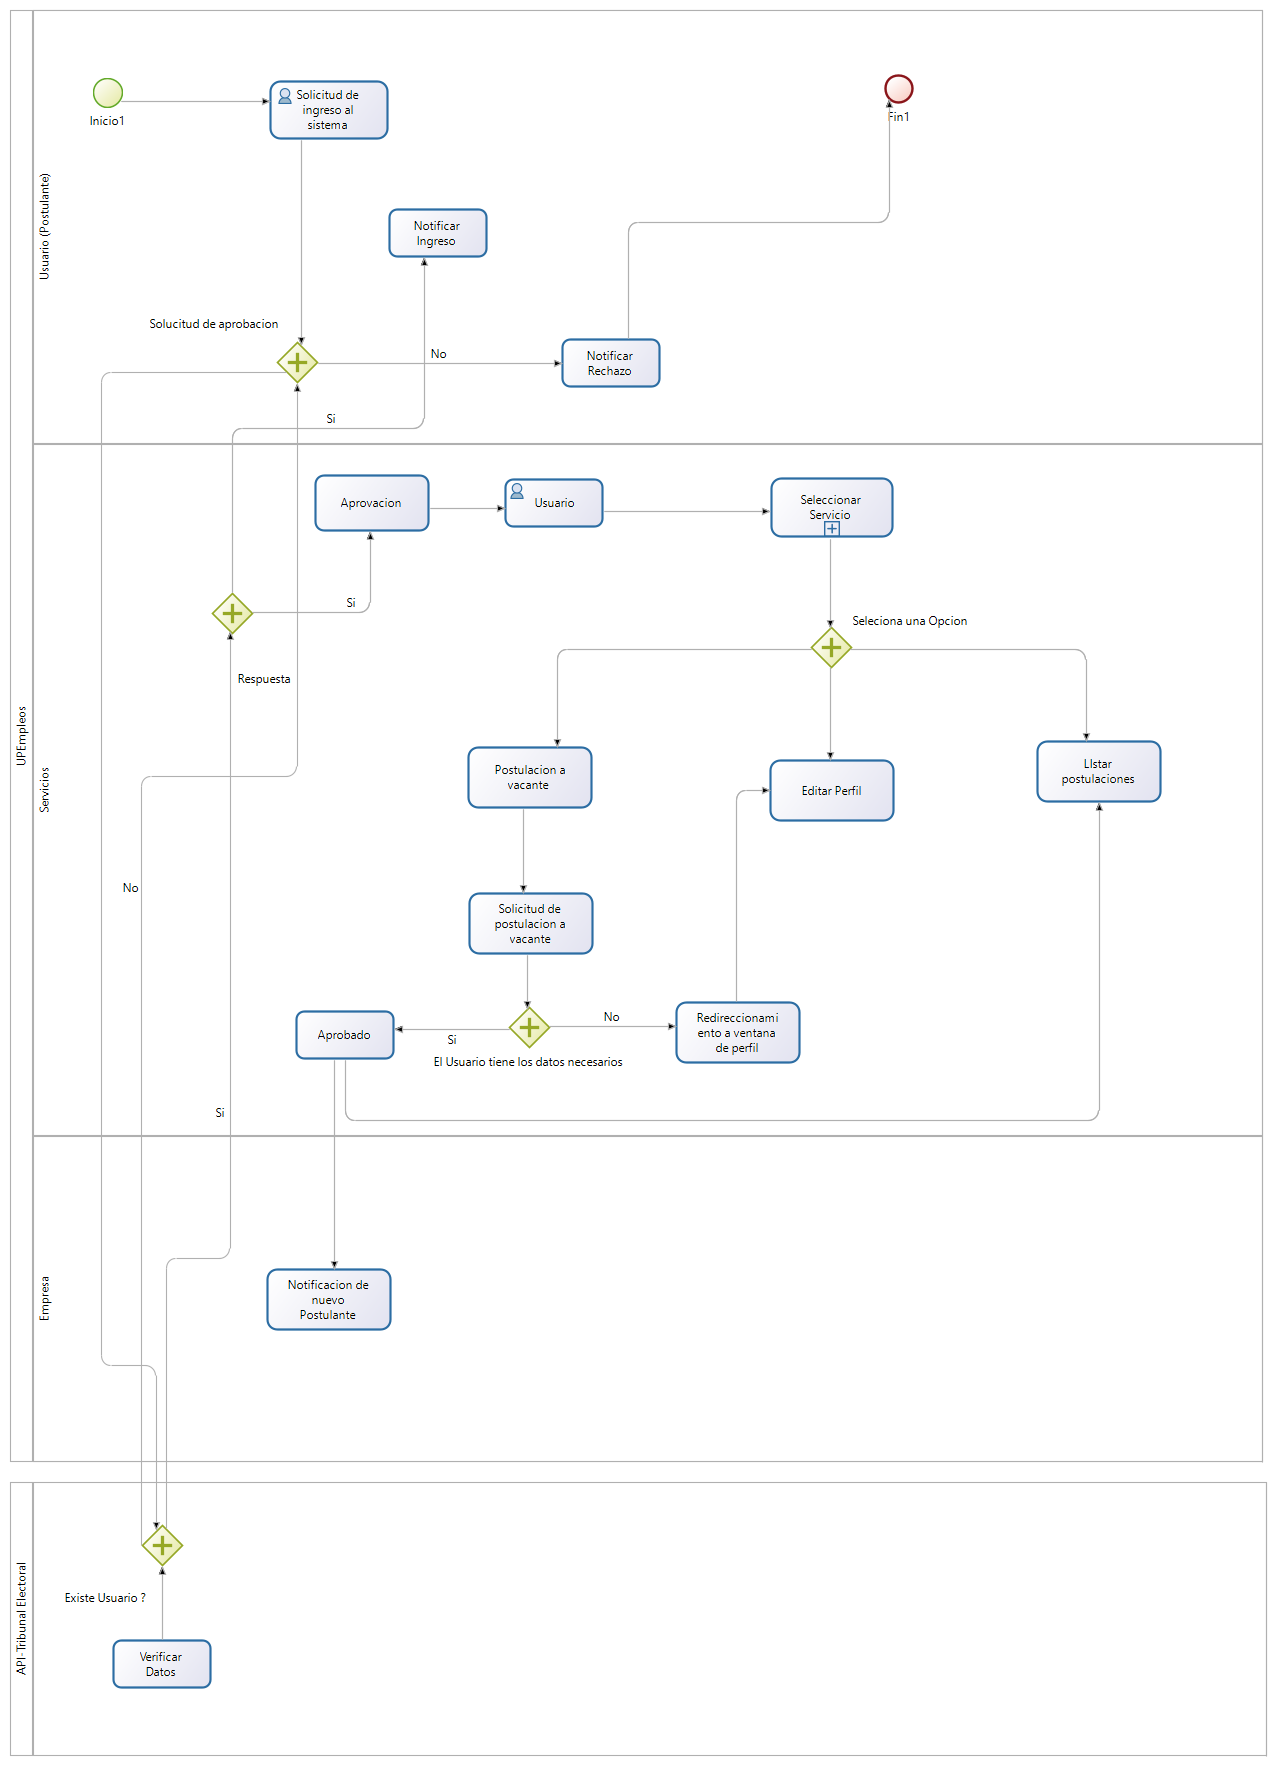 UPEmpleos
Usuario (Postulante)
Inicio1
Solicitud de
ingreso al
sistema
Fin1
Notificar
Ingreso
Solucitud de aprobacion
No
Notificar
Rechazo
Si
Servicios
Aprovacion
Usuario
Seleccionar
Servicio
Si
Seleciona una Opcion
Respuesta
Postulacion a
vacante
Editar Perfil
LIstar
postulaciones
No
Solicitud de
postulacion a
vacante
Aprobado
Si
No
Redireccionami
ento a ventana
de perfil
El Usuario tiene los datos necesarios
Si
Empresa
Notificacion de
nuevo
Postulante
API-Tribunal Electoral
Existe Usuario ?
Verificar
Datos